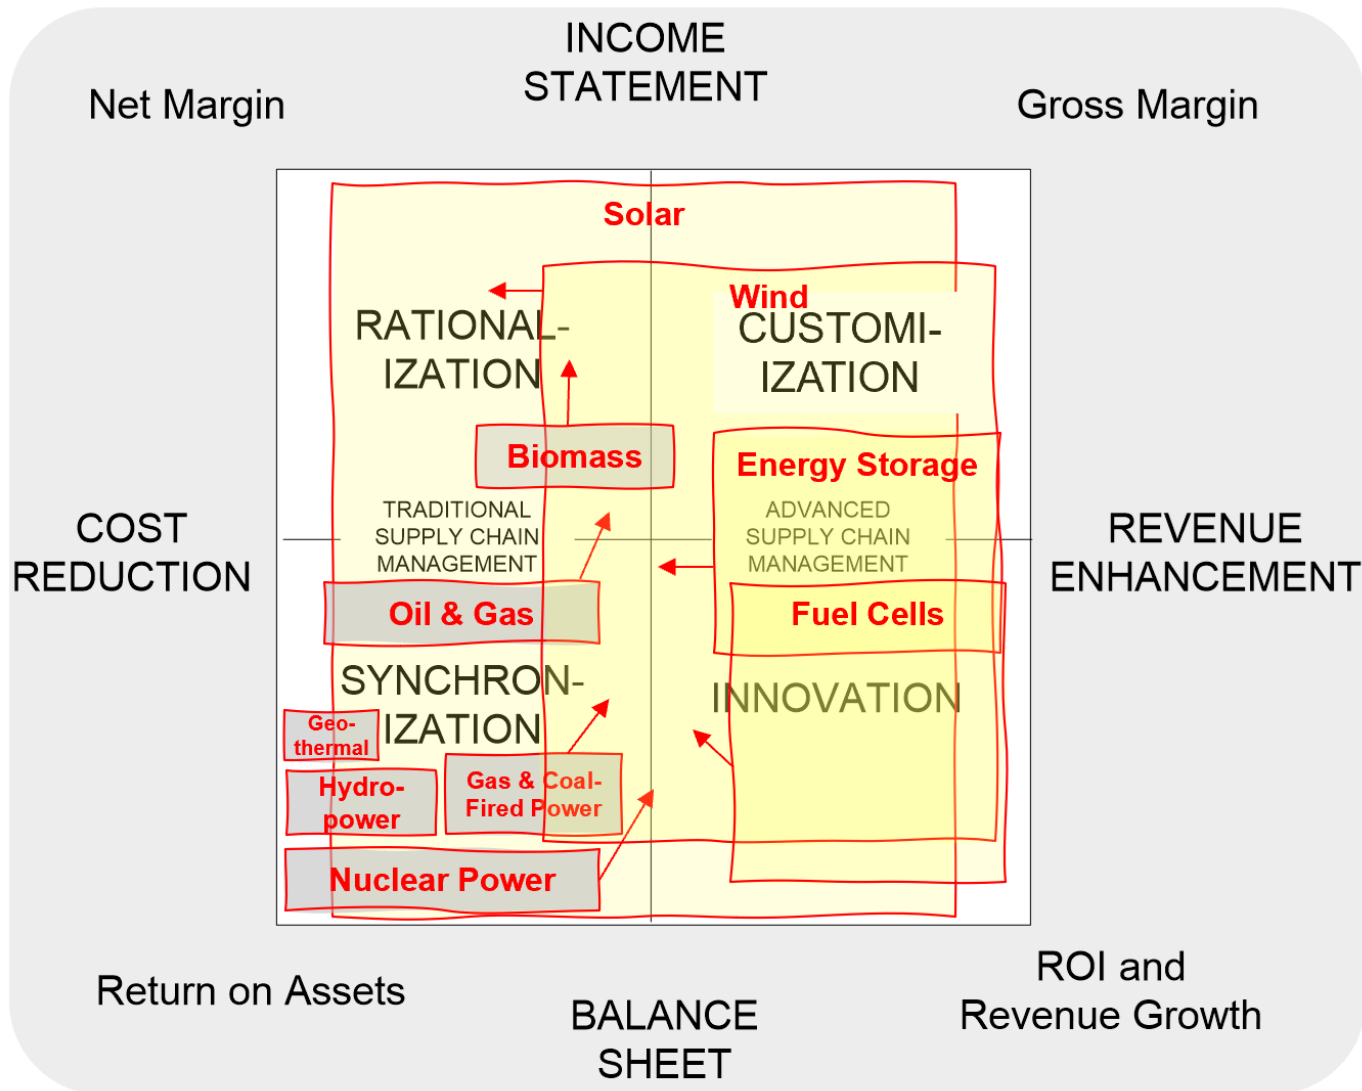 INCOME
STATEMENT
Net Margin
Gross Margin
Solar
Wind
RATIONAL-
IZATION
CUSTOMI-
IZATION
Biomass
Energy Storage
TRADITIONAL
SUPPLY CHAIN
MANAGEMENT
ADVANCED
SUPPLY CHAIN
MANAGEMENT
COST
REDUCTION
REVENUE
ENHANCEMENT
Oil & Gas
Fuel Cells
SYNCHRON-
IZATION
INNOVATION
Geo-
thermal
Hydro-
power
Gas & Coal-
Fired Power
Nuclear Power
Return on Assets
ROI and
Revenue Growth
BALANCE
SHEET